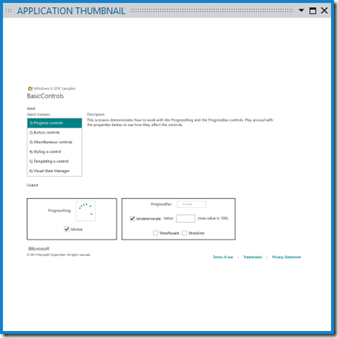 APPLICATION THUMBNAIL
Windows 8 SDK Samples
BasicControls
Input
Select Scenario: Description:
1) Progress controls
2) Button controls
3) Miscellaneous controls
4) Styling a control
5) Templating a control
6) Visual State Manager
This scenario demonstrates how to work with the ProgressRing and the ProgressBar controls. Play around with
the properties below to see how they affect the controls.
Output
ProgressRing:
IsActive
ProgressBar:
IsIndeterminate Value: (max value is 100)
ShowPaused ShowError
Microsoft
© 2011 Microsoft Corporation. All rights reserved.
Terms of use | Trademarks | Privacy Statement